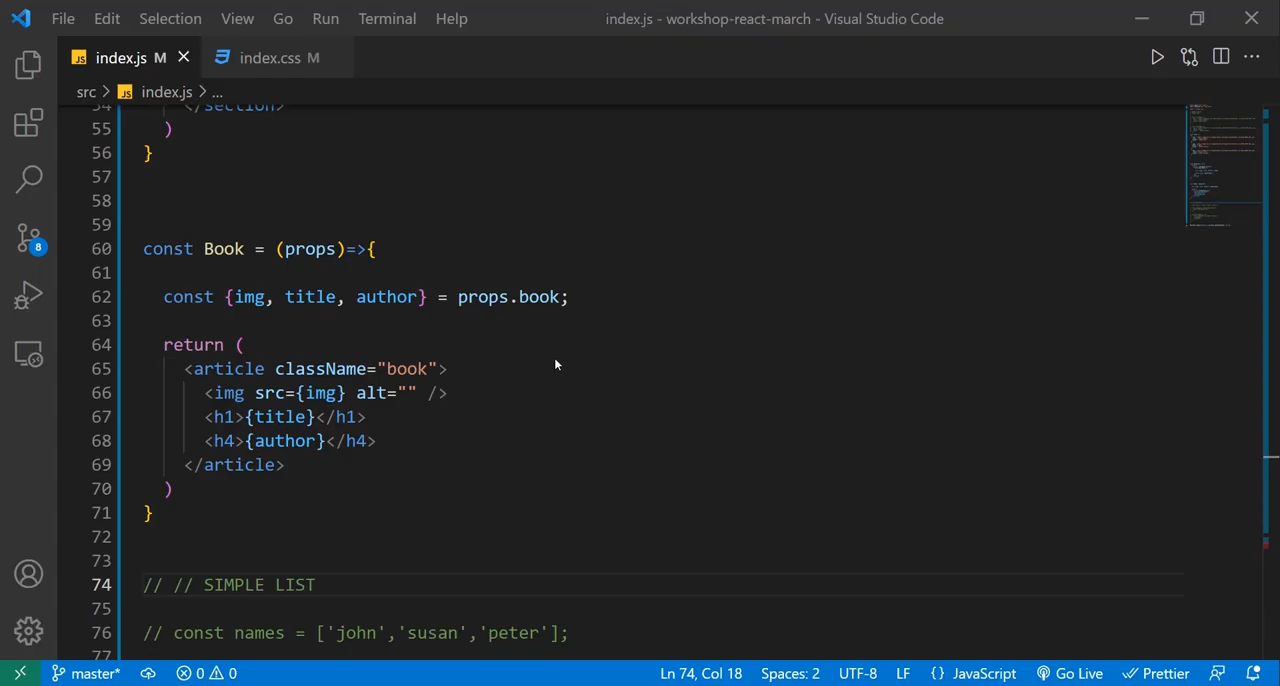 File Edit Selection View Go Run Terminal Help index.js - workshop-react-march - Visual Studio Code
JS index.js M index.css M
src > JS index.js > ...
54 </section>
55 )
56 }
57
58
59
60 const Book = (props)=>{
61
62 const {img, title, author} = props.book;
63
64 return (
65 <article className="book">
66 <img src={img} alt="" />
67 <h1>{title}</h1>
68 <h4>{author}</h4>
69 </article>
70 )
71 }
72
73
74 // // SIMPLE LIST
75
76 // const names = ['john','susan','peter'];
77
8
master* 0 0 Ln 74, Col 18 Spaces: 2 UTF-8 LF {} JavaScript Go Live Prettier